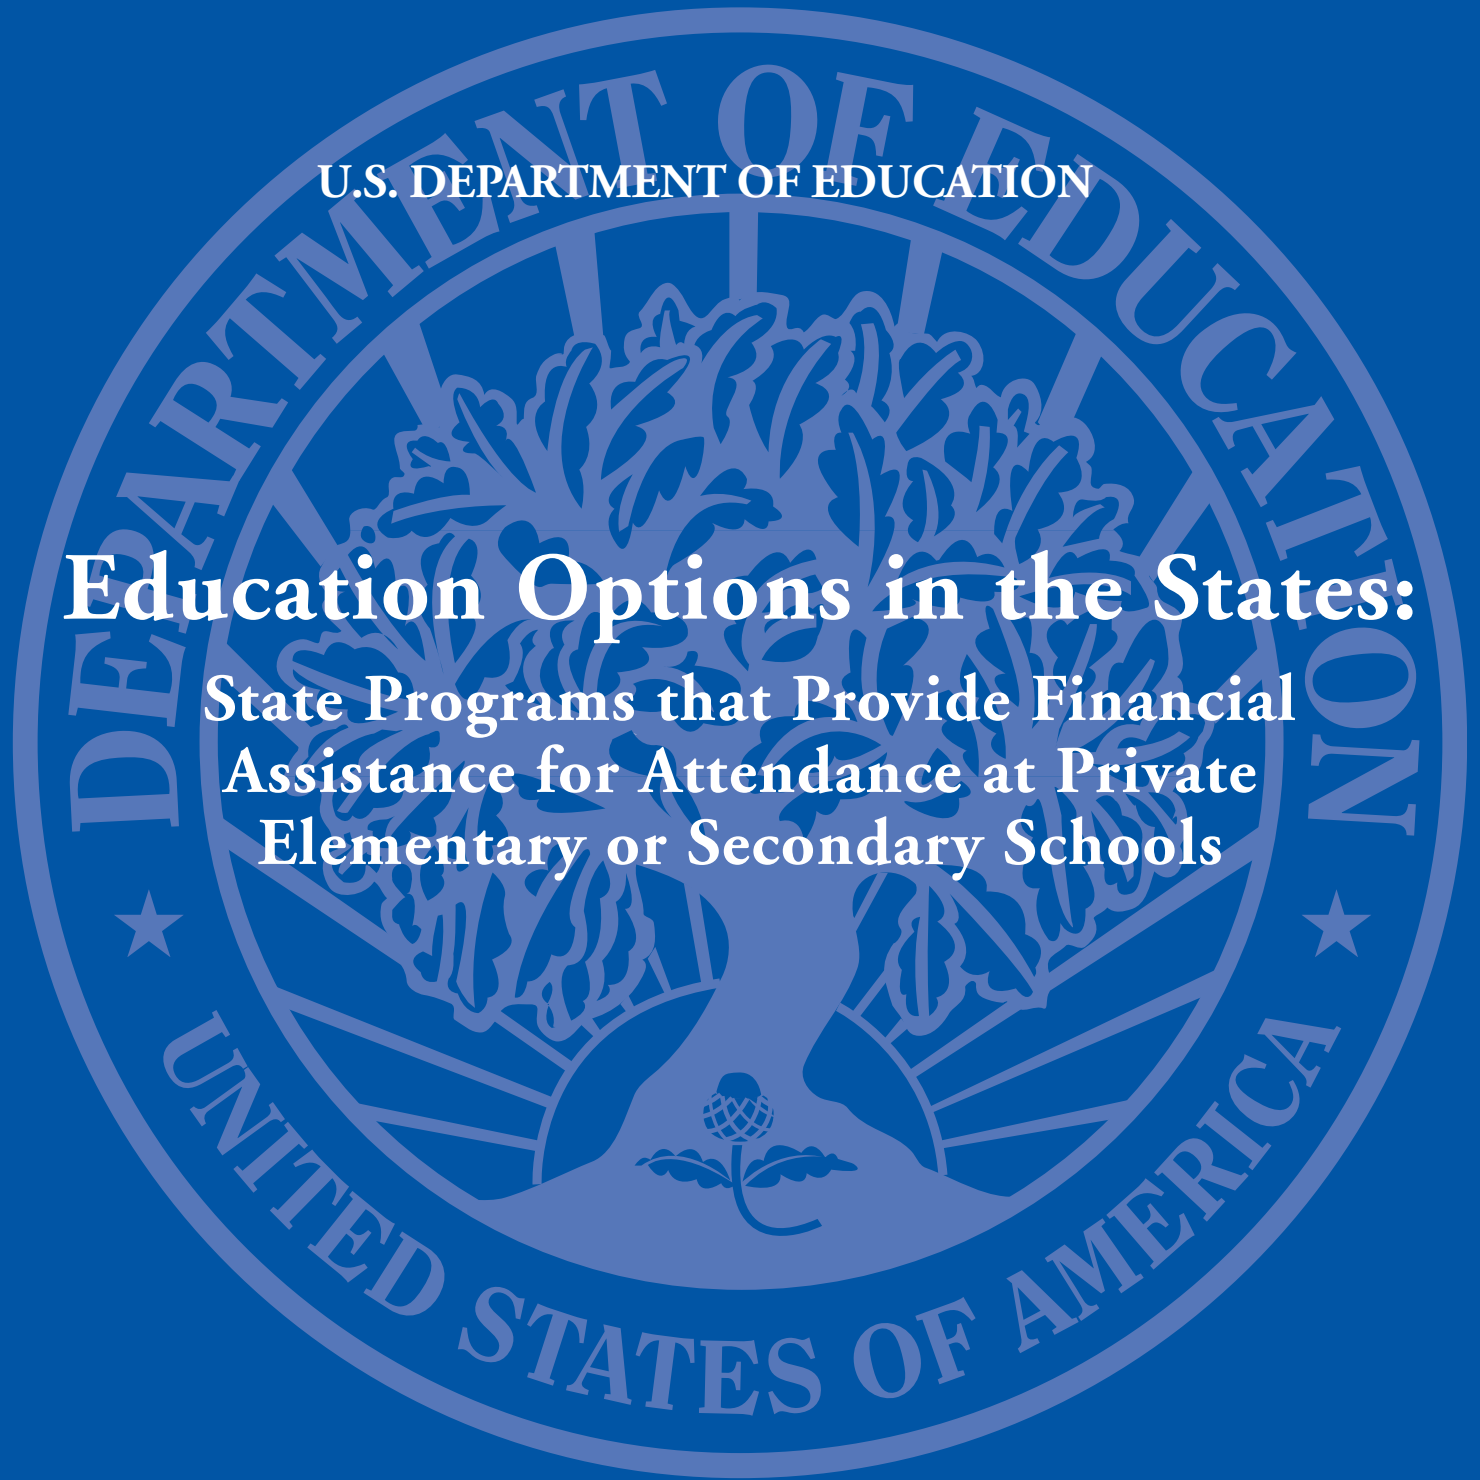 DEPARTMENT OF EDUCATION
U.S. DEPARTMENT OF EDUCATION
Education Options in the States:
State Programs that Provide Financial
Assistance for Attendance at Private
Elementary or Secondary Schools
UNITED STATES OF AMERICA